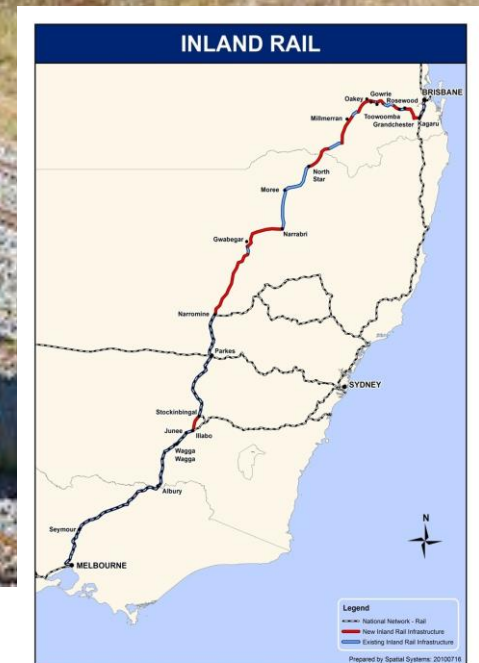 INLAND RAIL
BRISBANE
Gowrie
Oakey
Rosewood
Toowoomba
Millmerran
Grandchester
Kagaru
North
Star
Moree
Narrabri
Gwabegar
Narromine
Parkes
SYDNEY
Stockinbingal
Junee
Illabo
Wagga
Wagga
Albury
Seymour
MELBOURNE
N
Legend
National Network - Rail
New Inland Rail Infrastructure
Existing Inland Rail Infrastructure
Prepared by Spatial Systems: 20100716